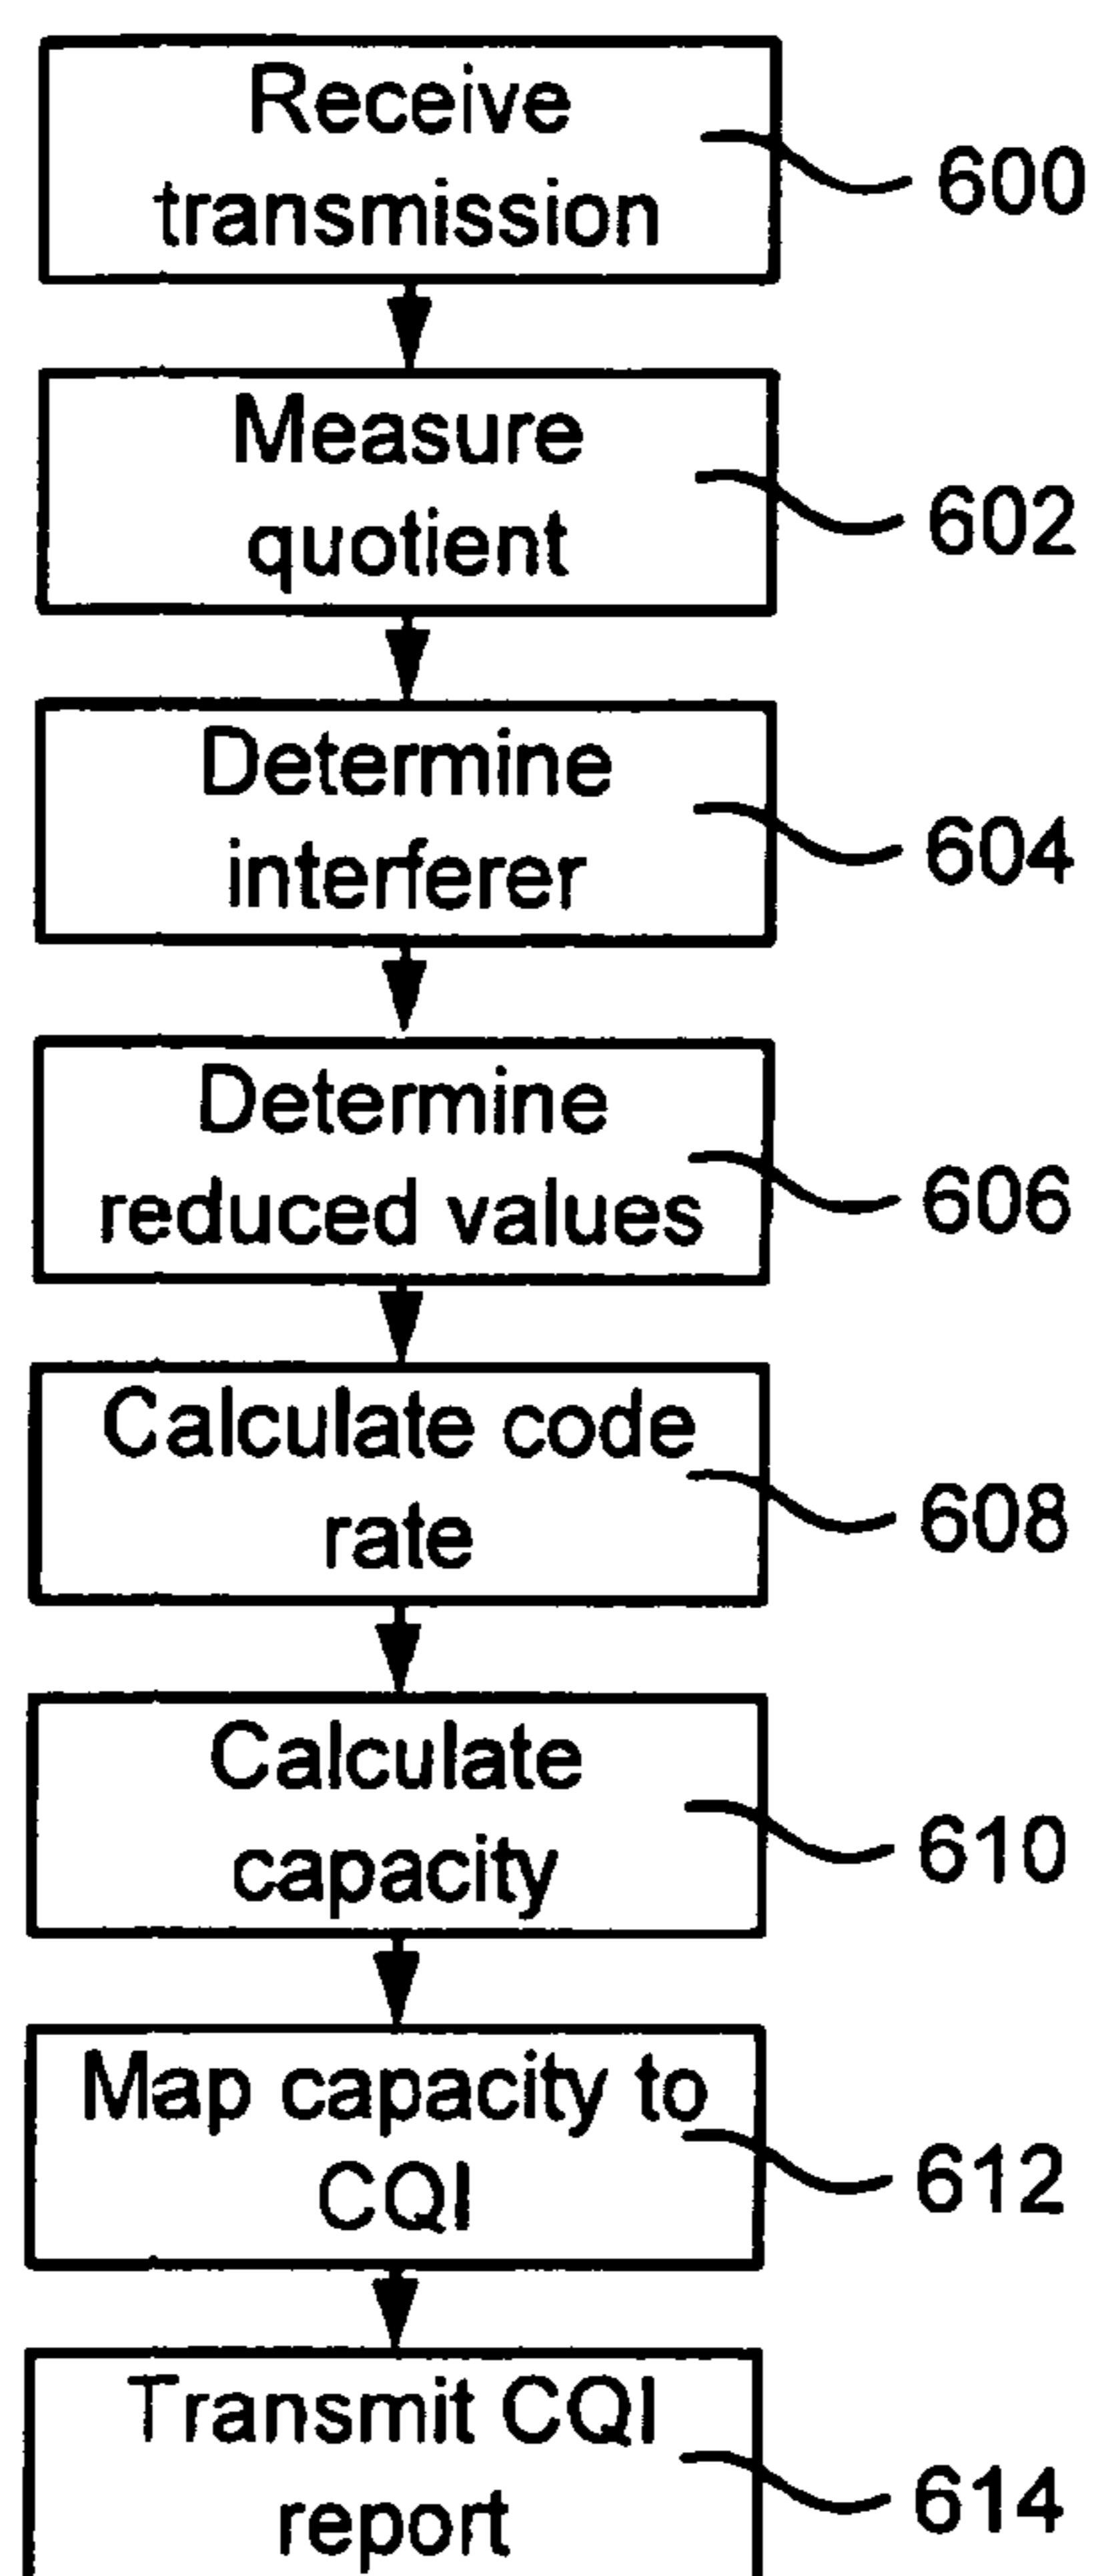 Receive
transmission
600
Measure
quotient
602
Determine
interferer
604
Determine
reduced values
606
Calculate code
rate
608
Calculate
capacity
610
Map capacity to
CQI
612
Transmit CQI
report
614